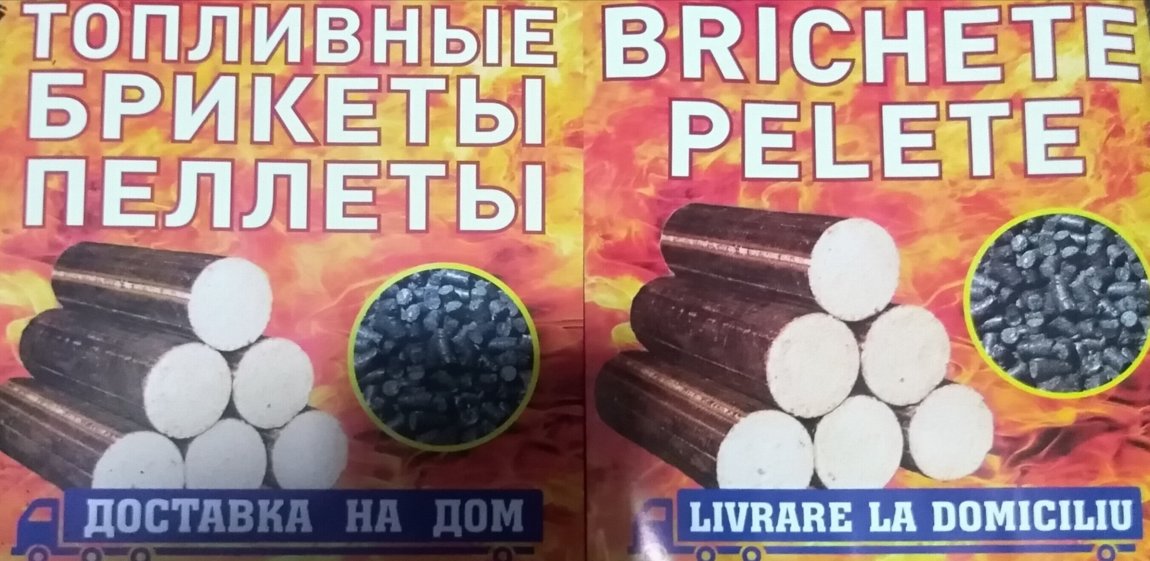 ТОПЛИВНЫЕ
БРИКЕТЫ
ПЕЛЛЕТЫ
ДОСТАВКА НА ДОМ
BRICHETE
PELETE
LIVRARE LA DOMICILIU